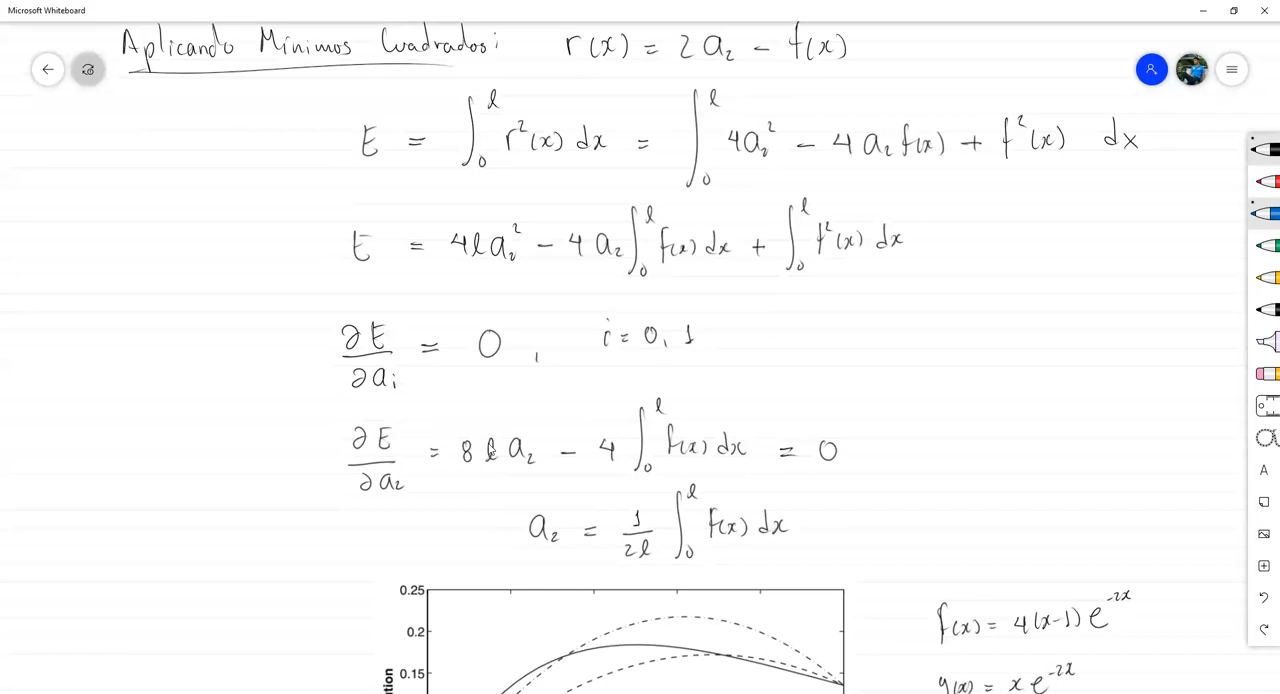 Microsoft Whiteboard
Aplicando Mínimos Cuadrados: r(x) = 2a₂ - f(x)
E = ∫₀ˡ r²(x) dx = ∫₀ˡ 4a₂² - 4a₂f(x) + f²(x) dx
E = 4la₂² - 4a₂∫₀ˡ f(x) dx + ∫₀ˡ f²(x) dx
∂E/∂aᵢ = 0, i = 0, 1
∂E/∂a₂ = 8la₂ - 4∫₀ˡ f(x) dx = 0
a₂ = 1/2l ∫₀ˡ f(x) dx
0.25
0.2
0.15
f(x) = 4(x-1)e⁻²ˣ
y(x) = xe⁻²ˣ
A